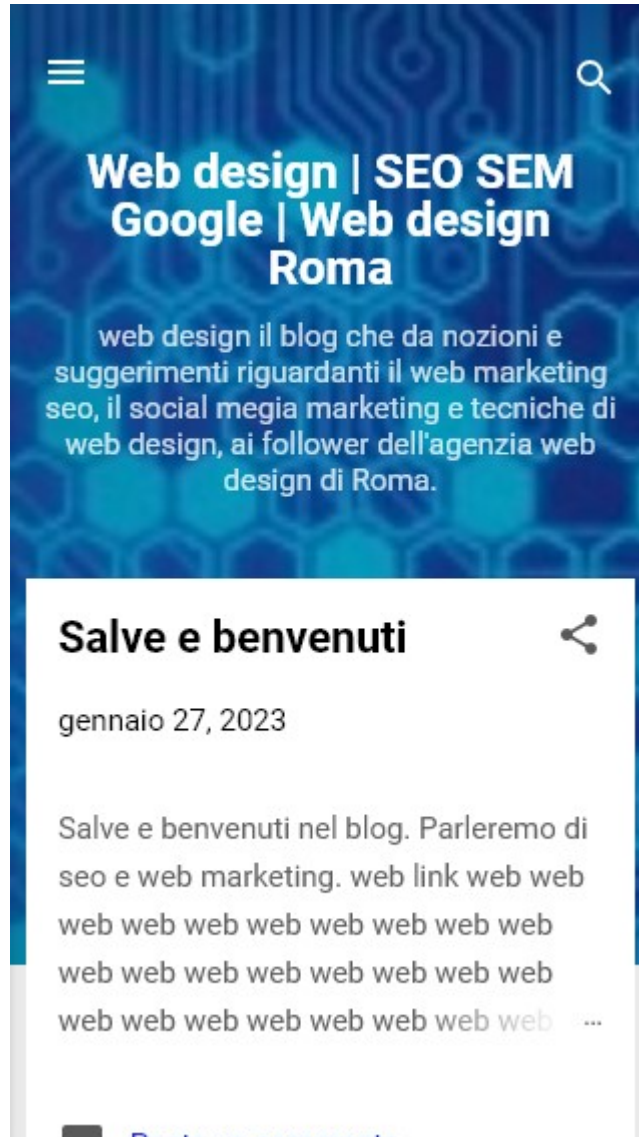 Web design | SEO SEM
Google | Web design
Roma
web design il blog che da nozioni e
suggerimenti riguardanti il web marketing
seo, il social megia marketing e tecniche di
web design, ai follower dell'agenzia web
design di Roma.
Salve e benvenuti
gennaio 27, 2023
Salve e benvenuti nel blog. Parleremo di
seo e web marketing. web link web web
web web web web web web web web
web web web web web web web web
web web web web web web web web ...